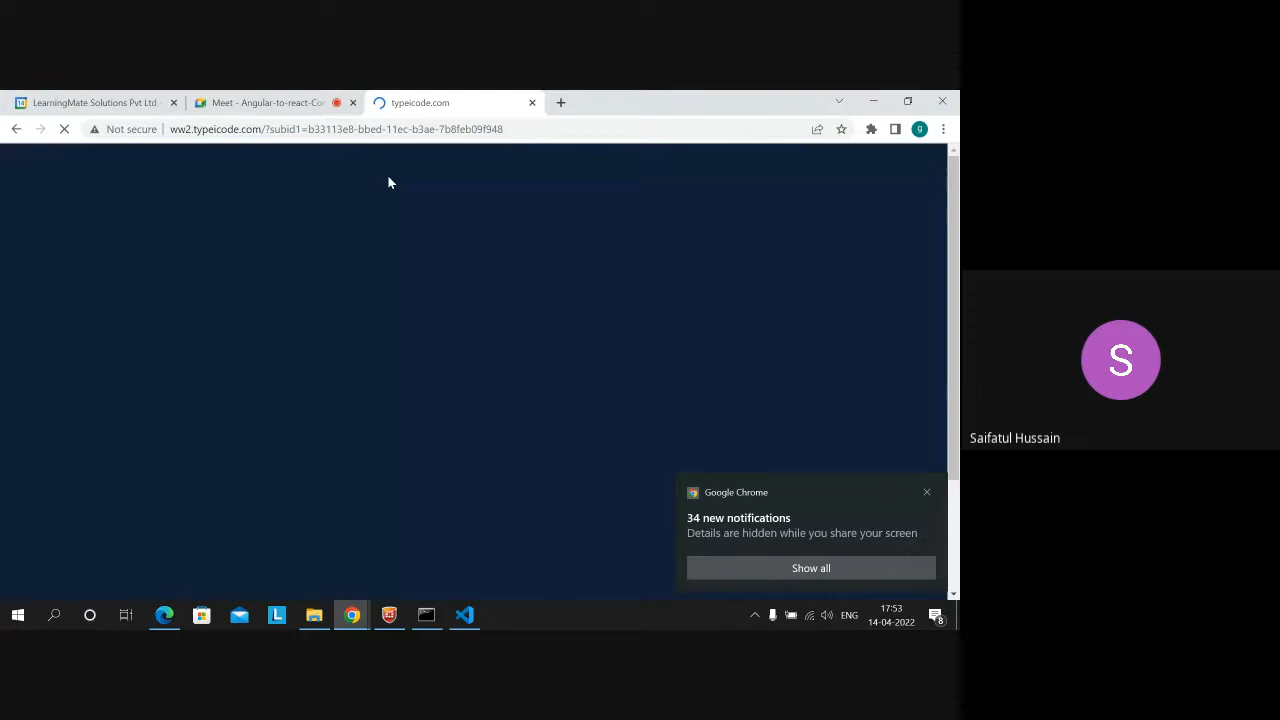 LearningMate Solutions Pvt Ltd
Meet - Angular-to-react-Con
typeicode.com
Not secure
ww2.typeicode.com/?subid1=b33113e8-bbed-11ec-b3ae-7b8feb09f948
g
S
Saifatul Hussain
Google Chrome
34 new notifications
Details are hidden while you share your screen
Show all
L
ENG
17:53
14-04-2022
8